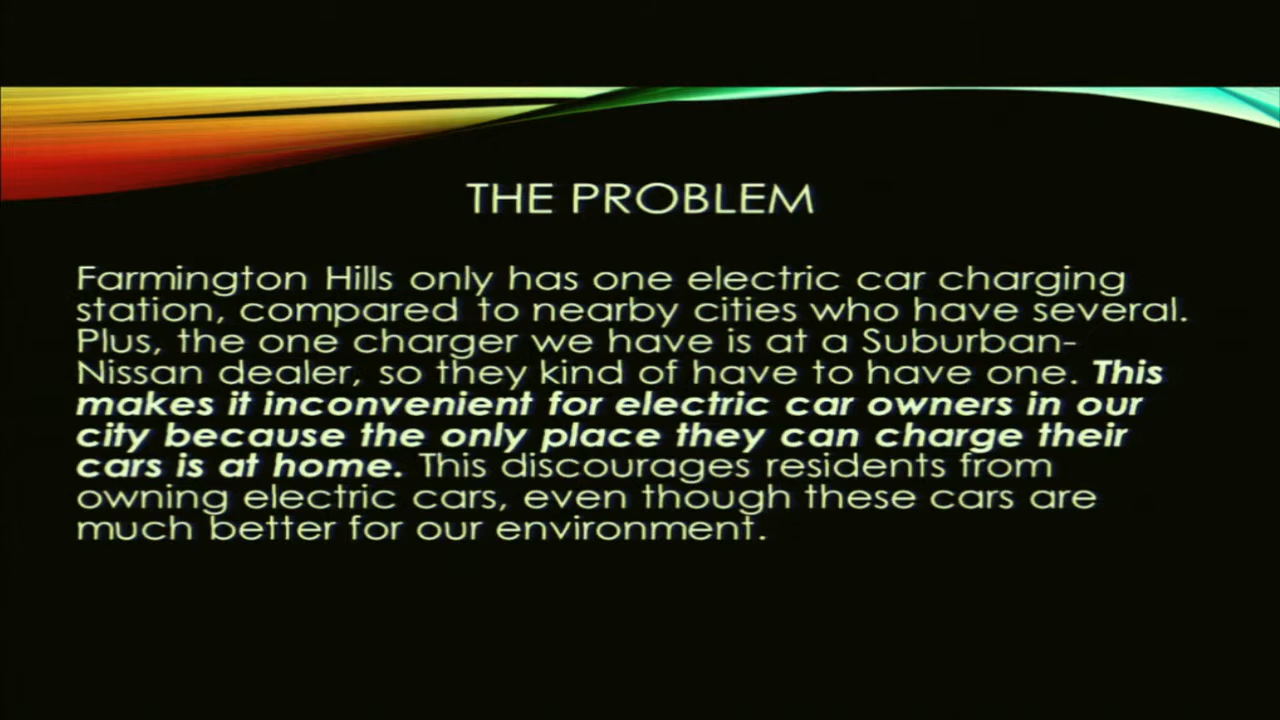 THE PROBLEM
Farmington Hills only has one electric car charging
station, compared to nearby cities who have several.
Plus, the one charger we have is at a Suburban-
Nissan dealer, so they kind of have to have one. This
makes it inconvenient for electric car owners in our
city because the only place they can charge their
cars is at home. This discourages residents from
owning electric cars, even though these cars are
much better for our environment.